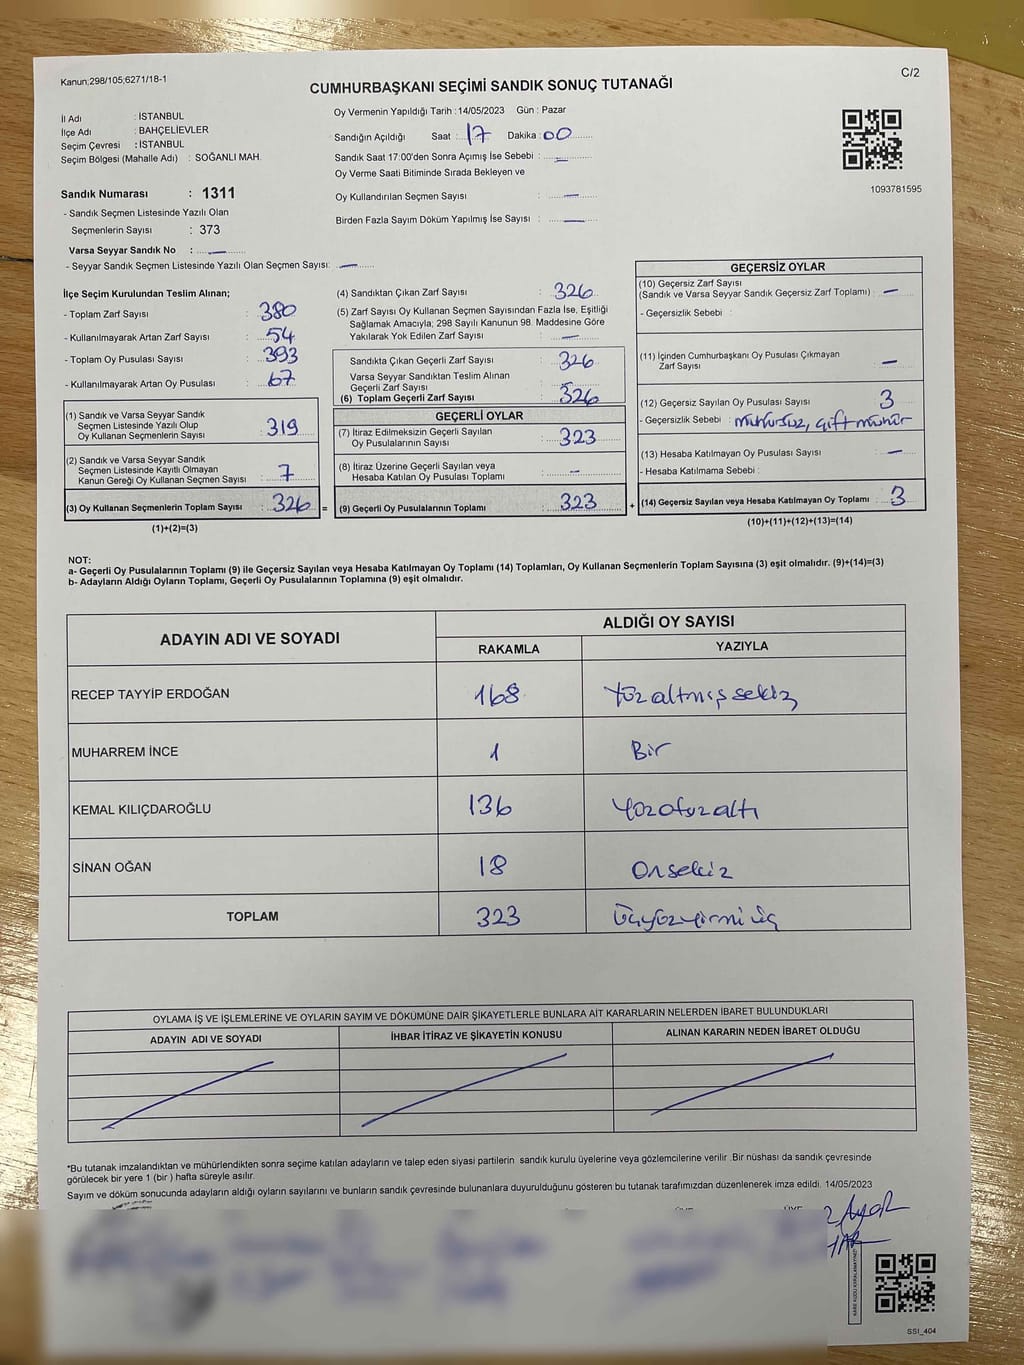 Kanun:298/105;6271/18-1
C/2
CUMHURBAŞKANI SEÇİMİ SANDIK SONUÇ TUTANAĞI
İl Adı : İSTANBUL
İlçe Adı : BAHÇELİEVLER
Seçim Çevresi : İSTANBUL
Seçim Bölgesi (Mahalle Adı) : SOĞANLI MAH.
Sandık Numarası : 1311
- Sandık Seçmen Listesinde Yazılı Olan
Seçmenlerin Sayısı : 373
Varsa Seyyar Sandık No : —
- Seyyar Sandık Seçmen Listesinde Yazılı Olan Seçmen Sayısı: —
Oy Vermenin Yapıldığı Tarih : 14/05/2023 Gün : Pazar
Sandığın Açıldığı Saat : 17 Dakika : 00
Sandık Saat 17:00'den Sonra Açımış İse Sebebi : —
Oy Verme Saati Bitiminde Sırada Bekleyen ve
Oy Kullandırılan Seçmen Sayısı : —
Birden Fazla Sayım Döküm Yapılmış İse Sayısı : —
1093781595
İlçe Seçim Kurulundan Teslim Alınan;
- Toplam Zarf Sayısı : 380
- Kullanılmayarak Artan Zarf Sayısı : 54
- Toplam Oy Pusulası Sayısı : 393
- Kullanılmayarak Artan Oy Pusulası : 67
(1) Sandık ve Varsa Seyyar Sandık
Seçmen Listesinde Yazılı Olup
Oy Kullanan Seçmenlerin Sayısı : 319
(2) Sandık ve Varsa Seyyar Sandık
Seçmen Listesinde Kayıtlı Olmayan
Kanun Gereği Oy Kullanan Seçmen Sayısı : 7
(3) Oy Kullanan Seçmenlerin Toplam Sayısı : 326 =
(1)+(2)=(3)
(4) Sandıktan Çıkan Zarf Sayısı : 326
(5) Zarf Sayısı Oy Kullanan Seçmen Sayısından Fazla İse, Eşitliği
Sağlamak Amacıyla; 298 Sayılı Kanunun 98. Maddesine Göre
Yakılarak Yok Edilen Zarf Sayısı : —
Sandıkta Çıkan Geçerli Zarf Sayısı : 326
Varsa Seyyar Sandıktan Teslim Alınan
Geçerli Zarf Sayısı
(6) Toplam Geçerli Zarf Sayısı : 326
GEÇERLİ OYLAR
(7) İtiraz Edilmeksizin Geçerli Sayılan
Oy Pusulalarının Sayısı : 323
(8) İtiraz Üzerine Geçerli Sayılan veya
Hesaba Katılan Oy Pusulası Toplamı : —
(9) Geçerli Oy Pusulalarının Toplamı : 323 +
GEÇERSİZ OYLAR
(10) Geçersiz Zarf Sayısı
(Sandık ve Varsa Seyyar Sandık Geçersiz Zarf Toplamı) : —
- Geçersizlik Sebebi :
(11) İçinden Cumhurbaşkanı Oy Pusulası Çıkmayan
Zarf Sayısı : —
(12) Geçersiz Sayılan Oy Pusulası Sayısı : 3
- Geçersizlik Sebebi : mühürsüz, çift mühür
(13) Hesaba Katılmayan Oy Pusulası Sayısı : —
- Hesaba Katılmama Sebebi :
(14) Geçersiz Sayılan veya Hesaba Katılmayan Oy Toplamı : 3
(10)+(11)+(12)+(13)=(14)
NOT:
a- Geçerli Oy Pusulalarının Toplamı (9) ile Geçersiz Sayılan veya Hesaba Katılmayan Oy Toplamı (14) Toplamları, Oy Kullanan Seçmenlerin Toplam Sayısına (3) eşit olmalıdır. (9)+(14)=(3)
b- Adayların Aldığı Oyların Toplamı, Geçerli Oy Pusulalarının Toplamına (9) eşit olmalıdır.
ADAYIN ADI VE SOYADI
ALDIĞI OY SAYISI
RAKAMLA YAZIYLA
RECEP TAYYİP ERDOĞAN 168 Yüz altmış sekiz
MUHARREM İNCE 1 Bir
KEMAL KILIÇDAROĞLU 136 Yüz otuz altı
SİNAN OĞAN 18 Onsekiz
TOPLAM 323 Üçyüzyirmi üç
OYLAMA İŞ VE İŞLEMLERİNE VE OYLARIN SAYIM VE DÖKÜMÜNE DAİR ŞİKAYETLERLE BUNLARA AİT KARARLARIN NELERDEN İBARET BULUNDUKLARI
ADAYIN ADI VE SOYADI
İHBAR İTİRAZ VE ŞİKAYETİN KONUSU
ALINAN KARARIN NEDEN İBARET OLDUĞU
*Bu tutanak imzalandıktan ve mühürlendikten sonra seçime katılan adayların ve talep eden siyasi partilerin sandık kurulu üyelerine veya gözlemcilerine verilir .Bir nüshası da sandık çevresinde
görülecek bir yere 1 (bir ) hafta süreyle asılır.
Sayım ve döküm sonucunda adayların aldığı oyların sayılarını ve bunların sandık çevresinde bulunanlara duyurulduğunu gösteren bu tutanak tarafımızdan düzenlenerek imza edildi. 14/05/2023
SSI_404